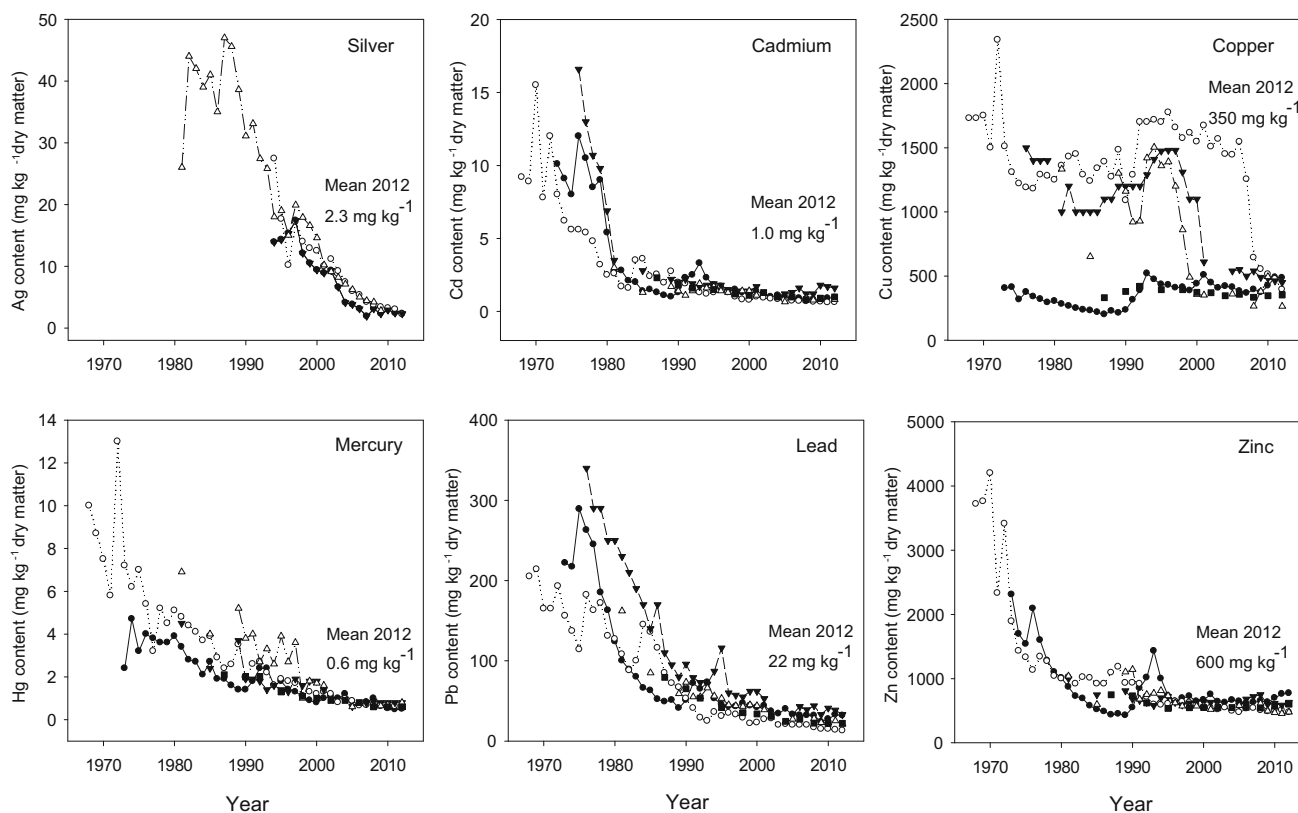 Silver
Mean 2012
2.3 mg kg-1
Ag content (mg kg -1 dry matter)
50
40
30
20
10
0
1970 1980 1990 2000 2010
Cadmium
Mean 2012
1.0 mg kg-1
Cd content (mg kg -1 dry matter)
20
15
10
5
0
1970 1980 1990 2000 2010
Copper
Mean 2012
350 mg kg-1
Cu content (mg kg -1 dry matter)
2500
2000
1500
1000
500
0
1970 1980 1990 2000 2010
Mercury
Mean 2012
0.6 mg kg-1
Hg content (mg kg -1 dry matter)
14
12
10
8
6
4
2
0
1970 1980 1990 2000 2010
Year
Lead
Mean 2012
22 mg kg-1
Pb content (mg kg -1 dry matter)
400
300
200
100
0
1970 1980 1990 2000 2010
Year
Zinc
Mean 2012
600 mg kg-1
Zn content (mg kg -1 dry matter)
5000
4000
3000
2000
1000
0
1970 1980 1990 2000 2010
Year